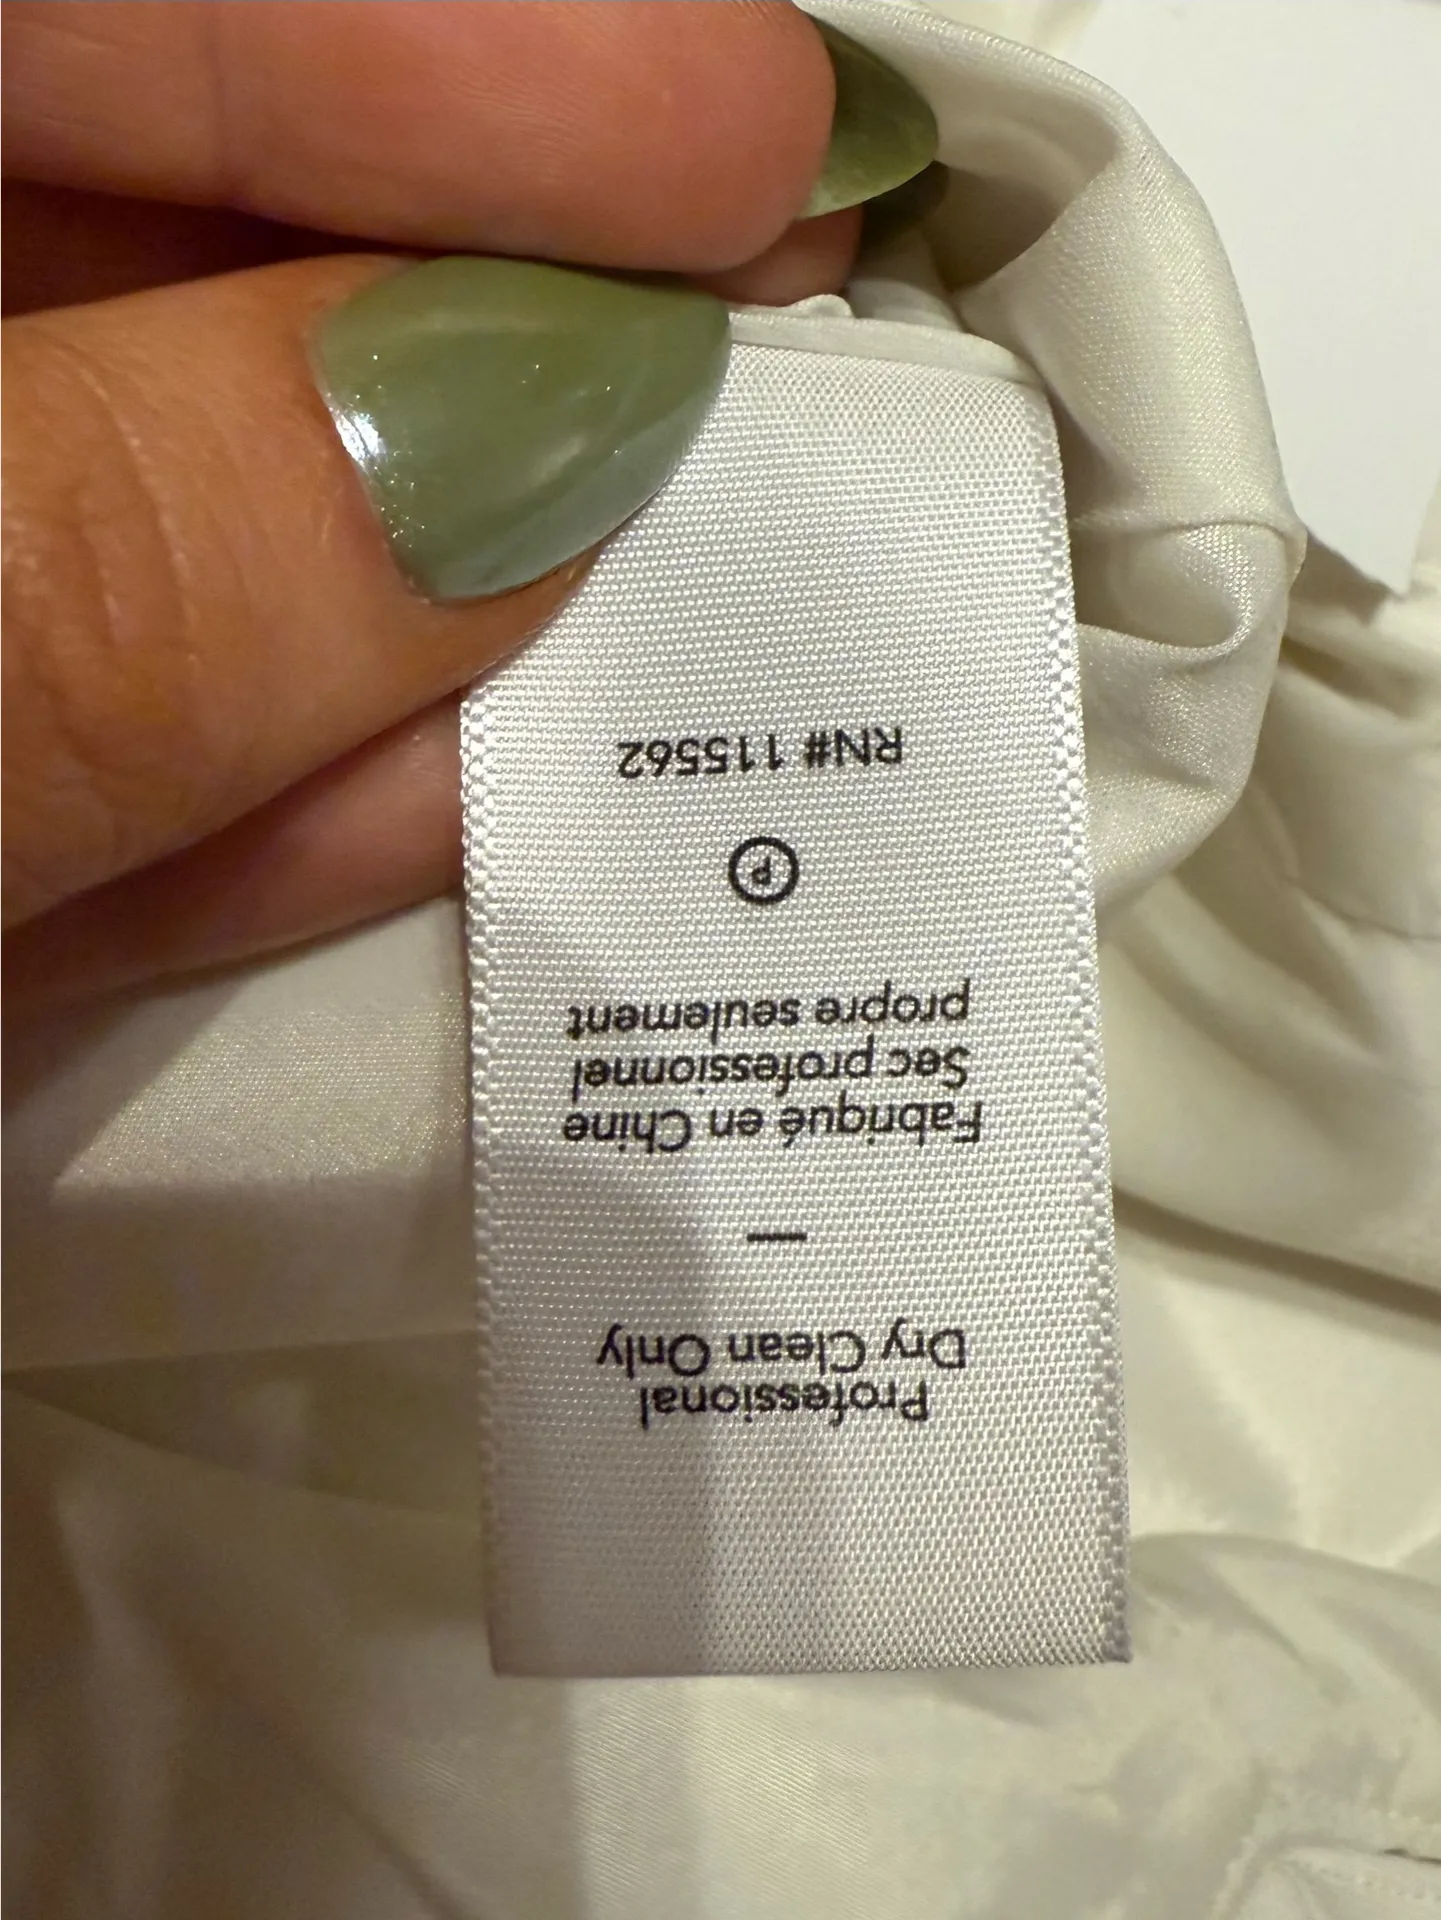 Professional
Dry Clean Only
—
Fabriqué en Chine
Sec professionnel
propre seulement
P
RN# 115562